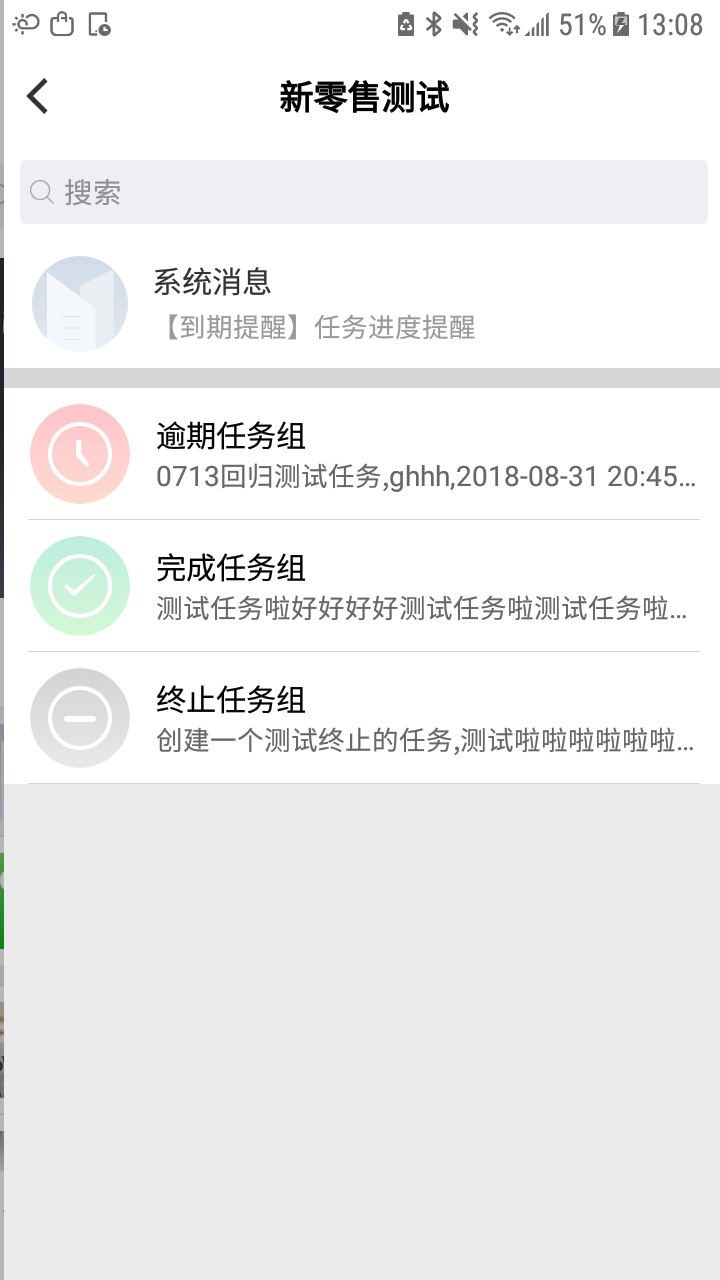 51% 13:08
新零售测试
搜索
系统消息
【到期提醒】任务进度提醒
逾期任务组
0713回归测试任务,ghhh,2018-08-31 20:45...
完成任务组
测试任务啦好好好好测试任务啦测试任务啦...
终止任务组
创建一个测试终止的任务,测试啦啦啦啦啦啦...